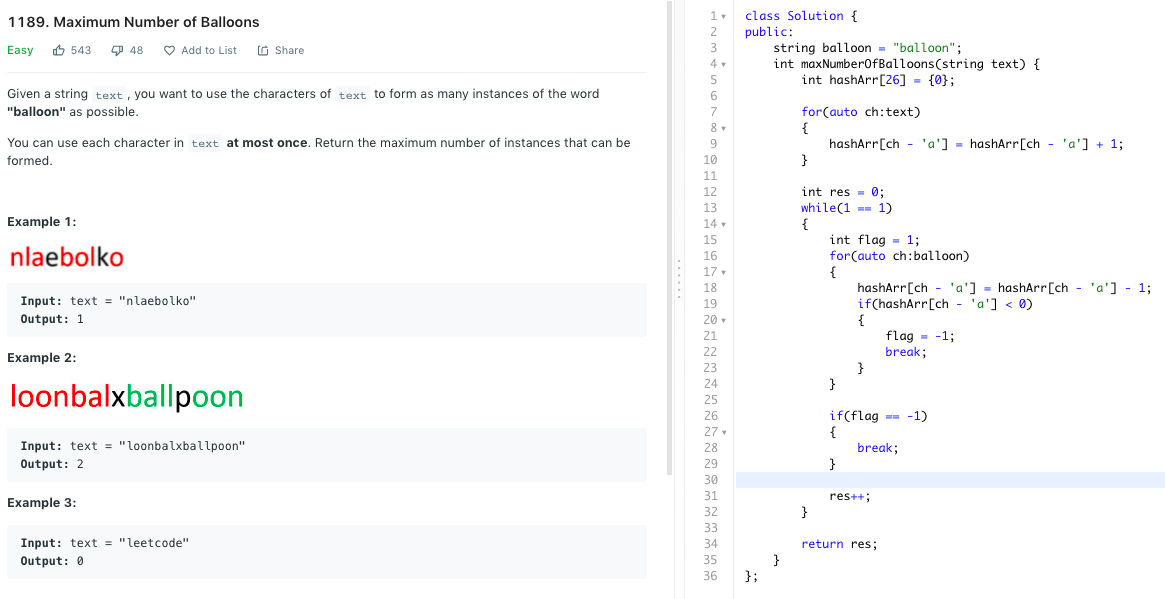 1189. Maximum Number of Balloons
Easy 543 48 Add to List Share
Given a string text , you want to use the characters of text to form as many instances of the word
"balloon" as possible.
You can use each character in text at most once. Return the maximum number of instances that can be
formed.
Example 1:
nlaebolko
Input: text = "nlaebolko"
Output: 1
Example 2:
loonbalxballpoon
Input: text = "loonbalxballpoon"
Output: 2
Example 3:
Input: text = "leetcode"
Output: 0
1 class Solution {
2 public:
3     string balloon = "balloon";
4     int maxNumberOfBalloons(string text) {
5         int hashArr[26] = {0};
6
7         for(auto ch:text)
8         {
9             hashArr[ch - 'a'] = hashArr[ch - 'a'] + 1;
10         }
11
12         int res = 0;
13         while(1 == 1)
14         {
15             int flag = 1;
16             for(auto ch:balloon)
17             {
18                 hashArr[ch - 'a'] = hashArr[ch - 'a'] - 1;
19                 if(hashArr[ch - 'a'] < 0)
20                 {
21                     flag = -1;
22                     break;
23                 }
24             }
25
26             if(flag == -1)
27             {
28                 break;
29             }
30
31             res++;
32         }
33
34         return res;
35     }
36 };